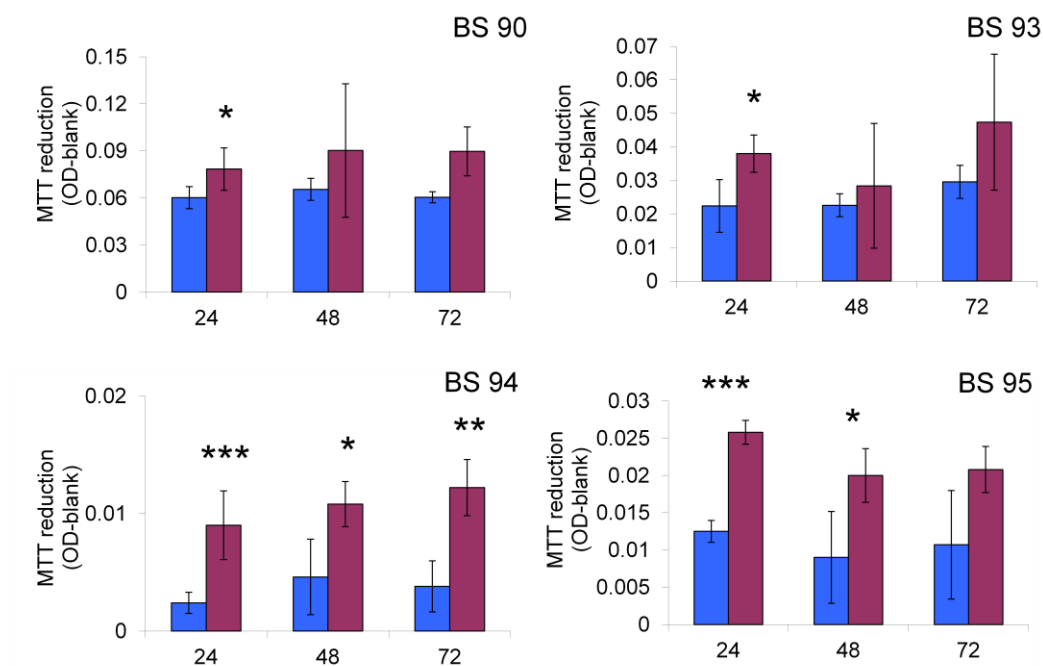 BS 90
MTT reduction
(OD-blank)
0.15
0.12
0.09
0.06
0.03
0
*
24 48 72
BS 93
MTT reduction
(OD-blank)
0.07
0.06
0.05
0.04
0.03
0.02
0.01
0
*
24 48 72
BS 94
MTT reduction
(OD-blank)
0.02
0.01
0
*** * **
24 48 72
BS 95
MTT reduction
(OD-blank)
0.03
0.025
0.02
0.015
0.01
0.005
0
*** *
24 48 72